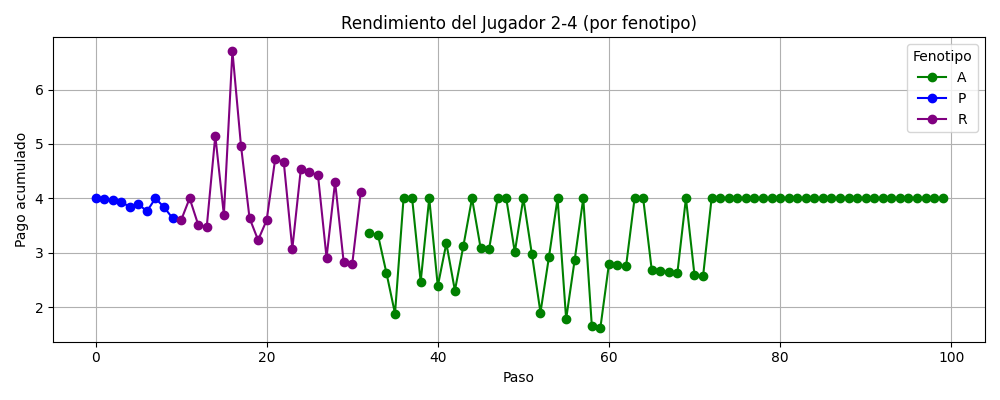 Rendimiento del Jugador 2-4 (por fenotipo)
Pago acumulado
6
5
4
3
2
0
20
40
60
80
100
Paso
Fenotipo
A
P
R